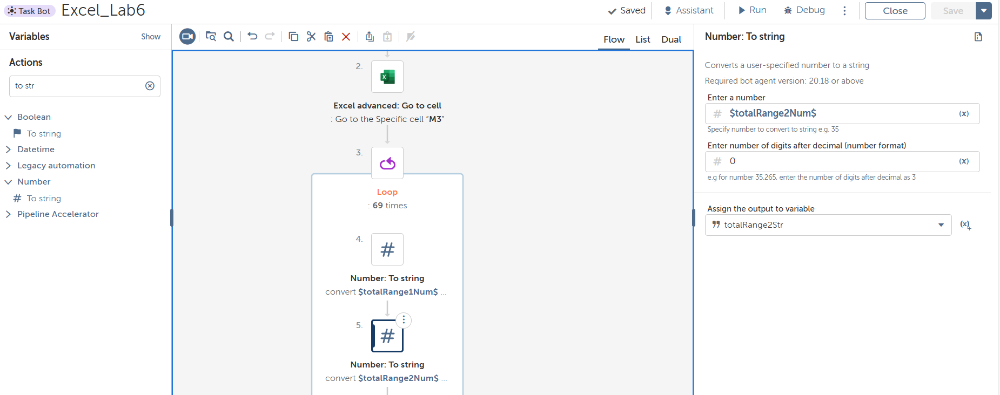 Task Bot
Excel_Lab6
Saved
Assistant
Run
Debug
Close
Save
Variables
Show
Actions
to str
Boolean
To string
Datetime
Legacy automation
Number
To string
Pipeline Accelerator
Flow
List
Dual
2.
Excel advanced: Go to cell
: Go to the Specific cell “M3”
3.
Loop
: 69 times
4.
#
Number: To string
convert $totalRange1Num$ ...
5.
#
Number: To string
convert $totalRange2Num$ ...
Number: To string
Converts a user-specified number to a string
Required bot agent version: 20.18 or above
Enter a number
# $totalRange2Num$ (x)
Specify number to convert to string e.g. 35
Enter number of digits after decimal (number format)
# 0 (x)
e.g for number 35.265, enter the number of digits after decimal as 3
Assign the output to variable
totalRange2Str (x)+